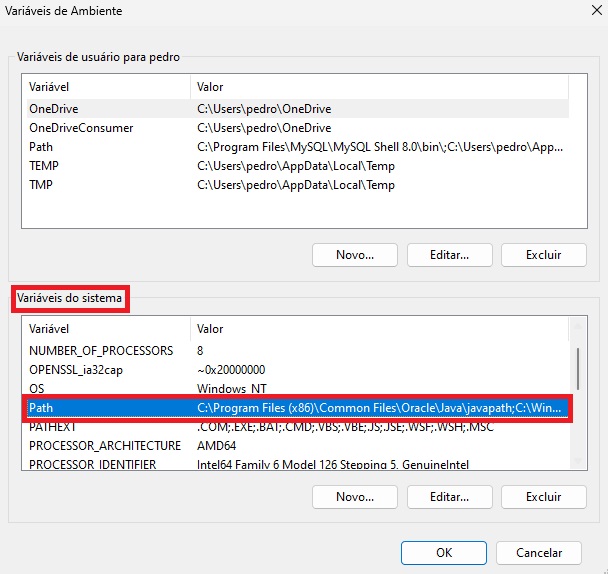 Variáveis de Ambiente
Variáveis de usuário para pedro
Variável Valor
OneDrive C:\Users\pedro\OneDrive
OneDriveConsumer C:\Users\pedro\OneDrive
Path C:\Program Files\MySQL\MySQL Shell 8.0\bin\;C:\Users\pedro\App...
TEMP C:\Users\pedro\AppData\Local\Temp
TMP C:\Users\pedro\AppData\Local\Temp
Novo... Editar... Excluir
Variáveis do sistema
Variável Valor
NUMBER_OF_PROCESSORS 8
OPENSSL_ia32cap ~0x20000000
OS Windows_NT
Path C:\Program Files (x86)\Common Files\Oracle\Java\javapath;C:\Win...
PATHEXT .COM;.EXE;.BAT;.CMD;.VBS;.VBE;.JS;.JSE;.WSF;.WSH;.MSC
PROCESSOR_ARCHITECTURE AMD64
PROCESSOR_IDENTIFIER Intel64 Family 6 Model 126 Stepping 5, GenuineIntel
Novo... Editar... Excluir
OK Cancelar